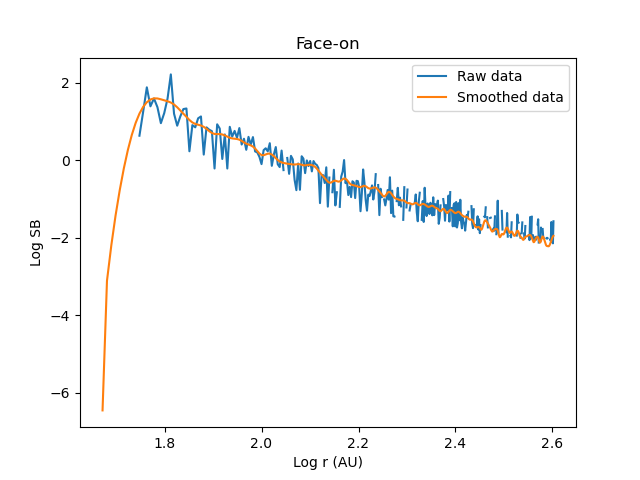 Face-on
Raw data
Smoothed data
2
0
−2
−4
−6
Log SB
1.8 2.0 2.2 2.4 2.6
Log r (AU)